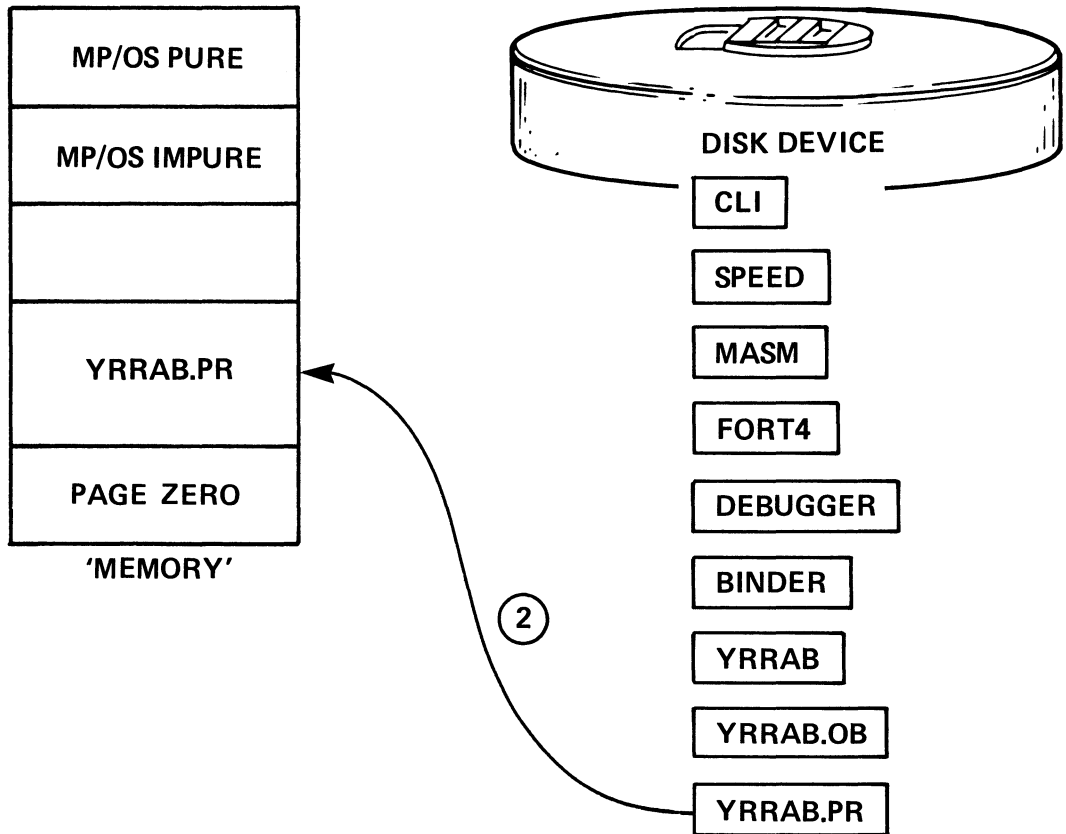 MP/OS PURE
MP/OS IMPURE
YRRAB.PR
PAGE ZERO
'MEMORY'
2
DISK DEVICE
CLI
SPEED
MASM
FORT4
DEBUGGER
BINDER
YRRAB
YRRAB.OB
YRRAB.PR